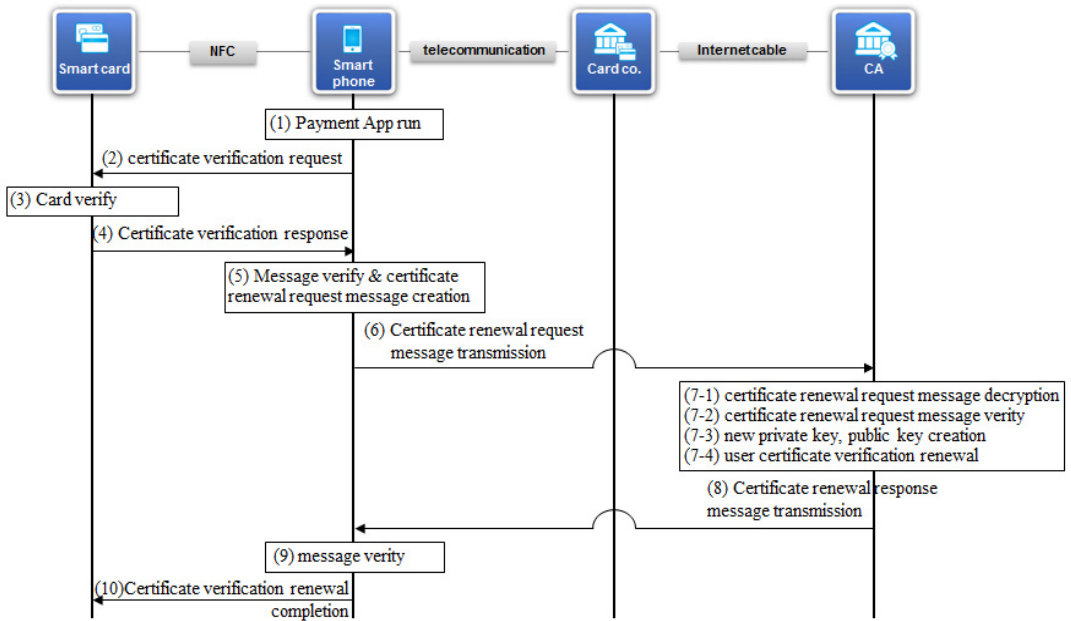 Smart card
NFC
Smart
phone
telecommunication
Card co.
Internetcable
CA
(1) Payment App run
(2) certificate verification request
(3) Card verify
(4) Certificate verification response
(5) Message verify & certificate
renewal request message creation
(6) Certificate renewal request
message transmission
(7-1) certificate renewal request message decryption
(7-2) certificate renewal request message verity
(7-3) new private key, public key creation
(7-4) user certificate verification renewal
(8) Certificate renewal response
message transmission
(9) message verity
(10)Certificate verification renewal
completion